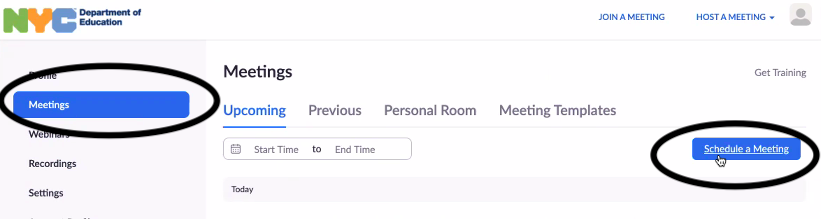 NYC Department of
Education
JOIN A MEETING
HOST A MEETING
Profile
Meetings
Webinars
Recordings
Settings
Meetings
Get Training
Upcoming
Previous
Personal Room
Meeting Templates
Start Time to End Time
Schedule a Meeting
Today